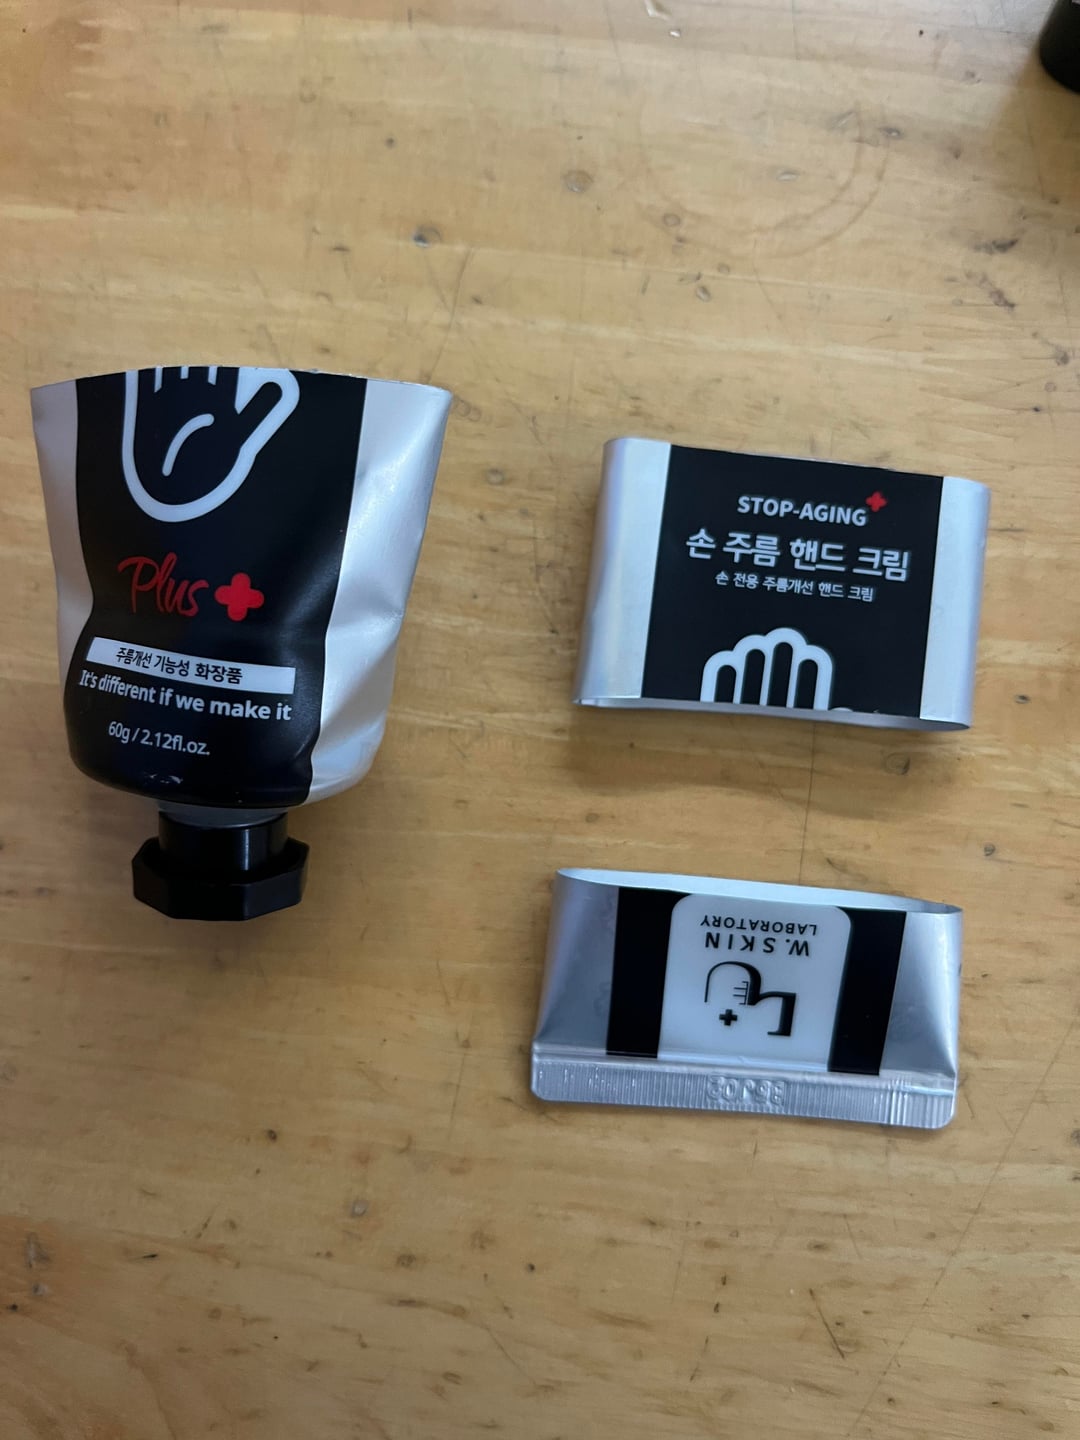 Plus
주름개선 기능성 화장품
It's different if we make it
60g / 2.12fl.oz.
STOP-AGING
손 주름 핸드 크림
손 전용 주름개선 핸드 크림
W.SKIN
LABORATORY